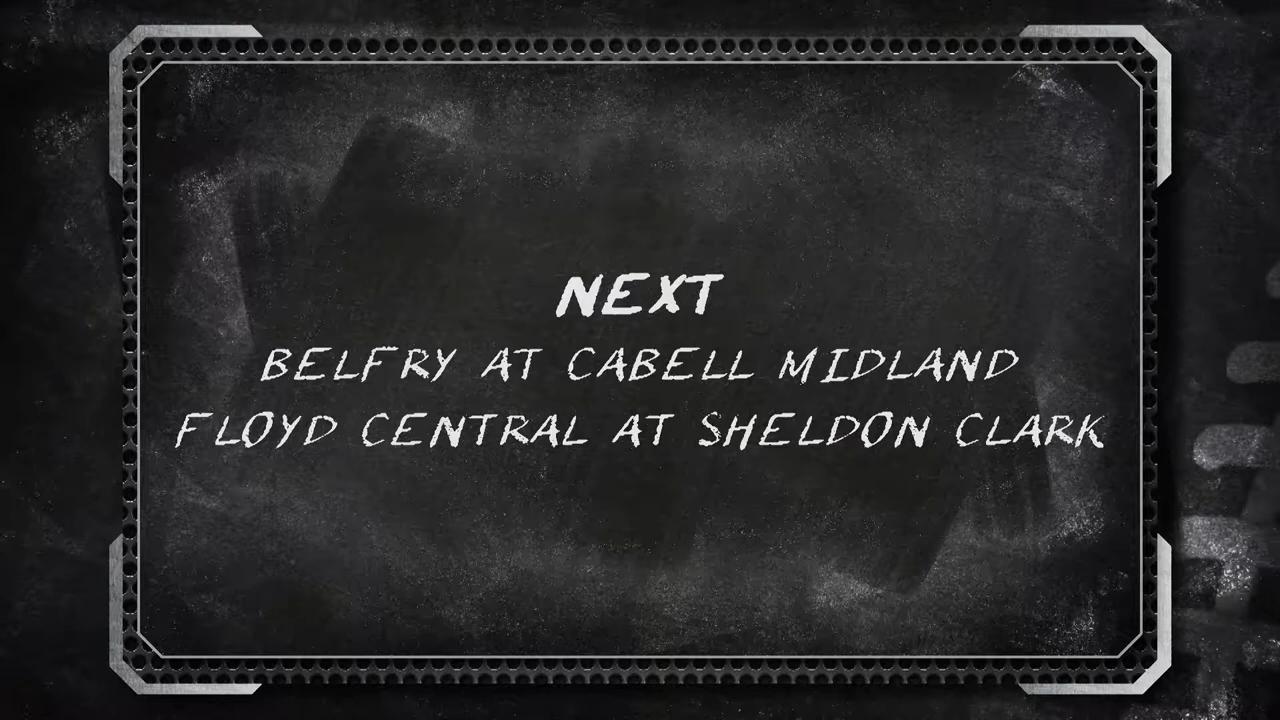 NEXT
BELFRY AT CABELL MIDLAND
FLOYD CENTRAL AT SHELDON CLARK